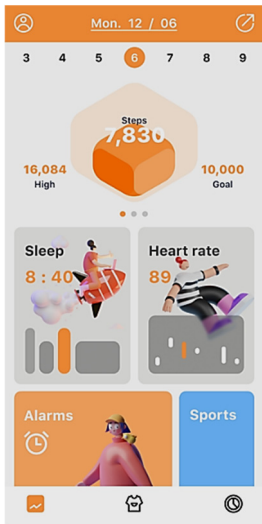 Mon. 12 / 06
3 4 5 6 7 8 9
Steps
7,830
16,084
High
10,000
Goal
Sleep
8 : 40
Heart rate
89
Alarms
Sports